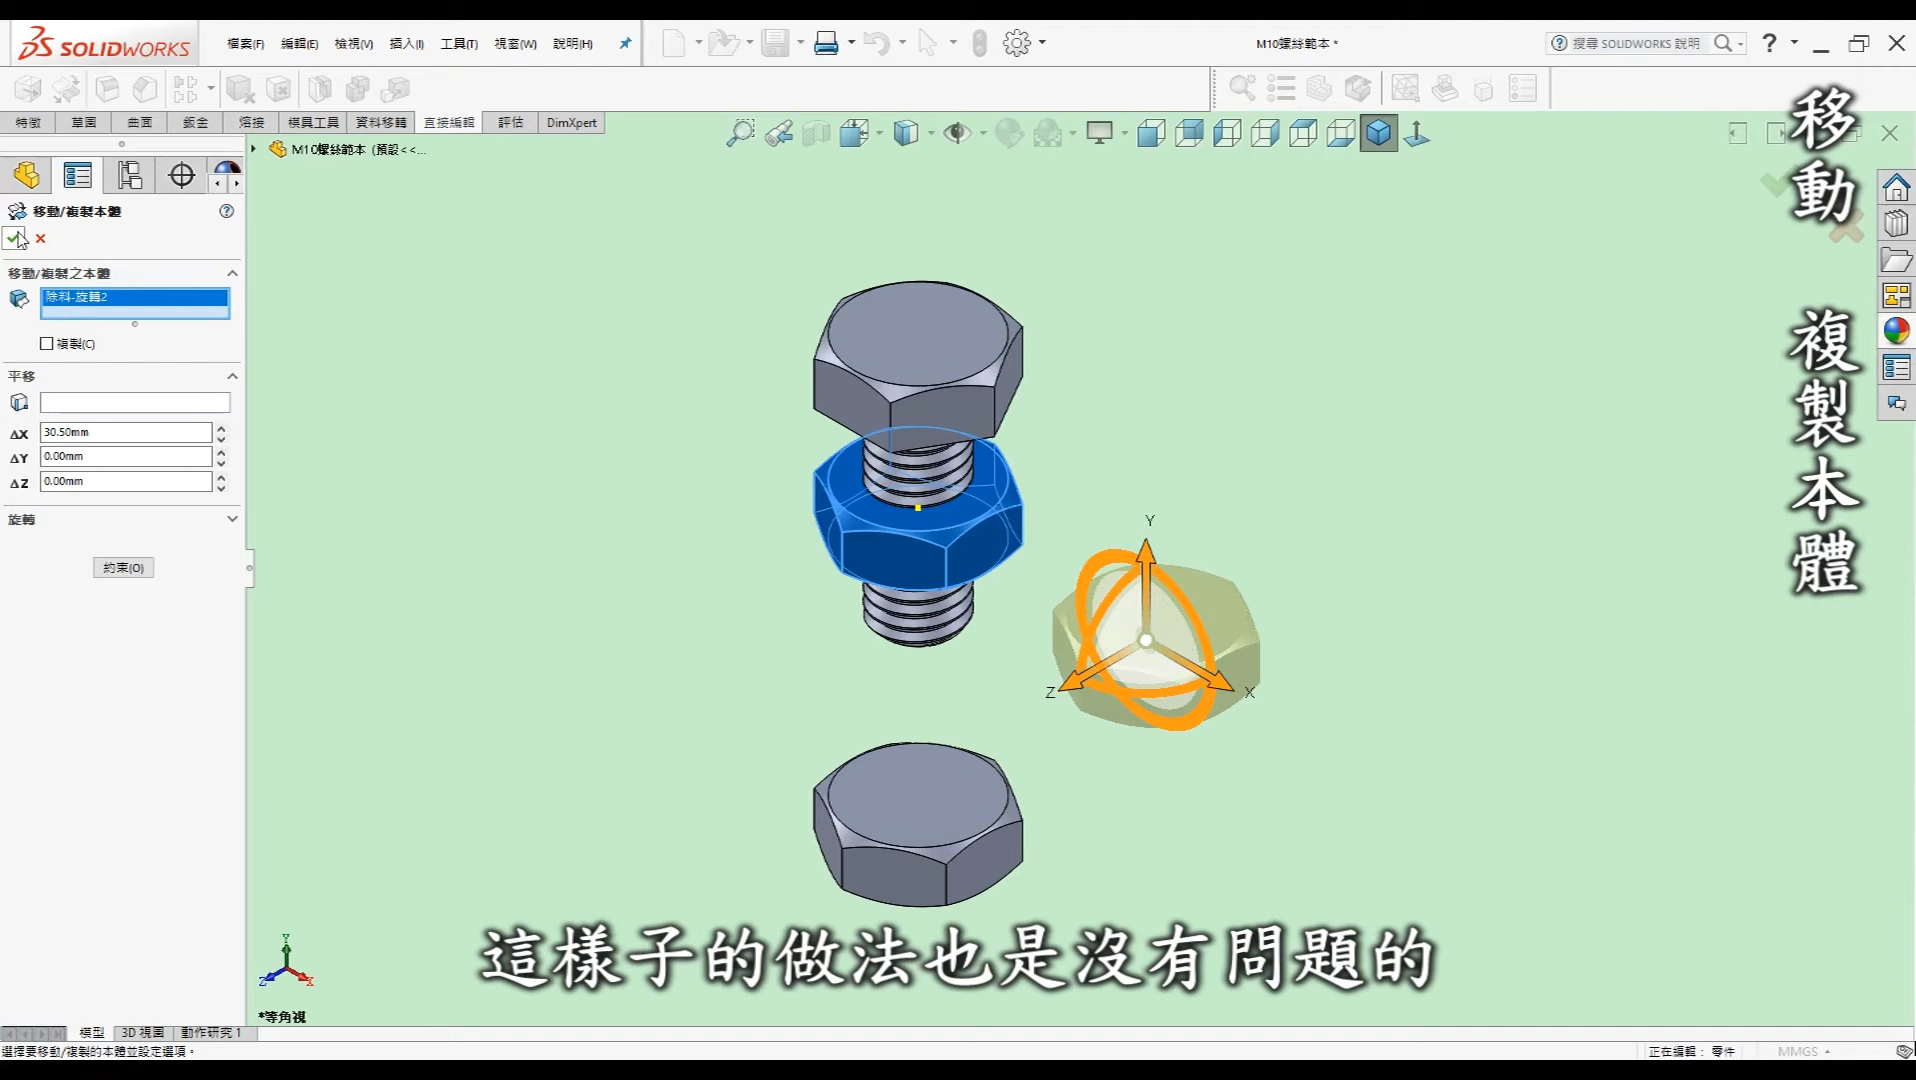 SOLIDWORKS
檔案(F) 編輯(E) 檢視(V) 插入(I) 工具(T) 視窗(W) 說明(H)
M10螺絲範本 *
搜尋 SOLIDWORKS 說明
特徵 草圖 曲面 鈑金 熔接 模具工具 資料移轉 直接編輯 評估 DimXpert
M10螺絲範本 (預設<<...
移動/複製本體
移動/複製之本體
除料-旋轉2
複製(C)
平移
ΔX 30.50mm
ΔY 0.00mm
ΔZ 0.00mm
旋轉
約束(O)
Y
Z
X
Y
Z
X
*等角視
移動
複製本體
這樣子的做法也是沒有問題的
模型 3D 視圖 動作研究 1
選擇要移動/複製的本體並設定選項。
正在編輯： 零件
MMGS